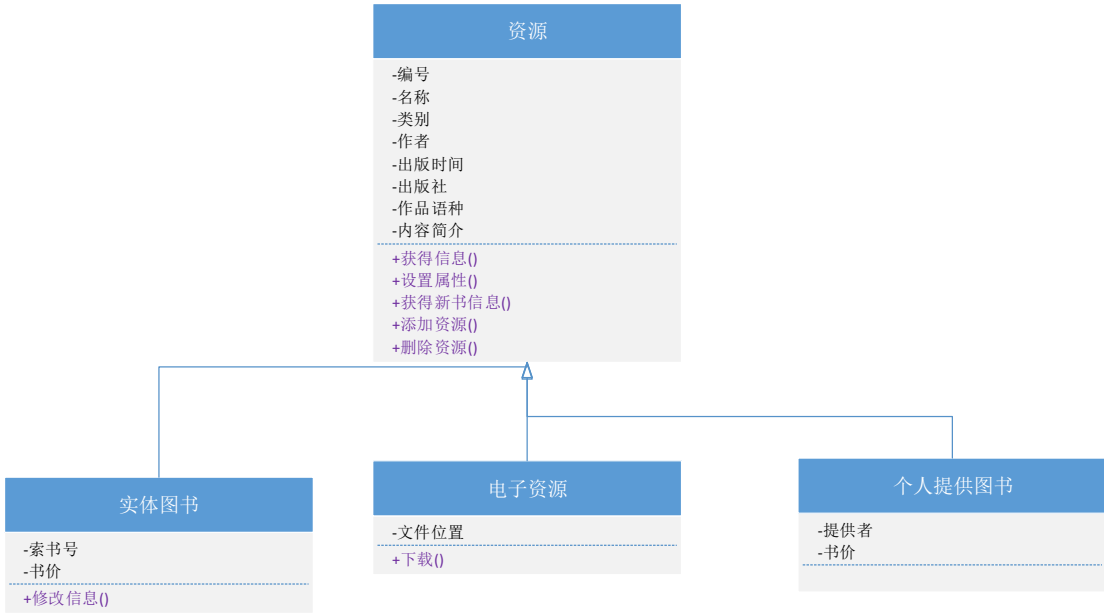 资源
-编号
-名称
-类别
-作者
-出版时间
-出版社
-作品语种
-内容简介
+获得信息()
+设置属性()
+获得新书信息()
+添加资源()
+删除资源()
实体图书
-索书号
-书价
+修改信息()
电子资源
-文件位置
+下载()
个人提供图书
-提供者
-书价